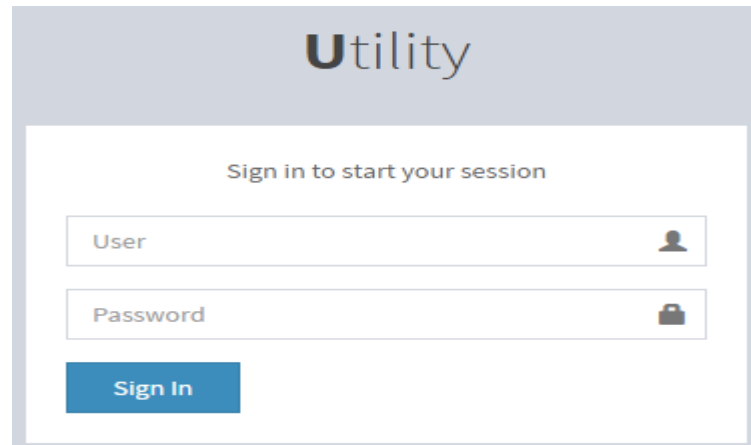 Utility
Sign in to start your session
User
Password
Sign In